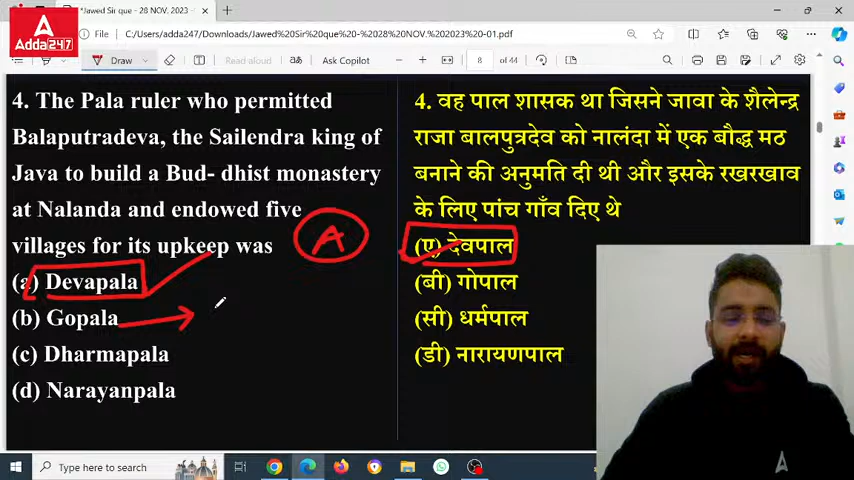 8 Jawed Sir que - 28 NOV. 2023
File
C:/Users/adda247/Downloads/Jawed%20Sir%20que%20-%2028%20NOV.%202023%20-01.pdf
Adda247
Draw
Read aloud
Ask Copilot
8
of 44
4. The Pala ruler who permitted
Balaputradeva, the Sailendra king of
Java to build a Bud- dhist monastery
at Nalanda and endowed five
villages for its upkeep was
A
(a) Devapala
(b) Gopala
(c) Dharmapala
(d) Narayanpala
4. वह पाल शासक था जिसने जावा के शैलेन्द्र
राजा बालपुत्रदेव को नालंदा में एक बौद्ध मठ
बनाने की अनुमति दी थी और इसके रखरखाव
के लिए पांच गाँव दिए थे
(ए) देवपाल
(बी) गोपाल
(सी) धर्मपाल
(डी) नारायणपाल
Type here to search